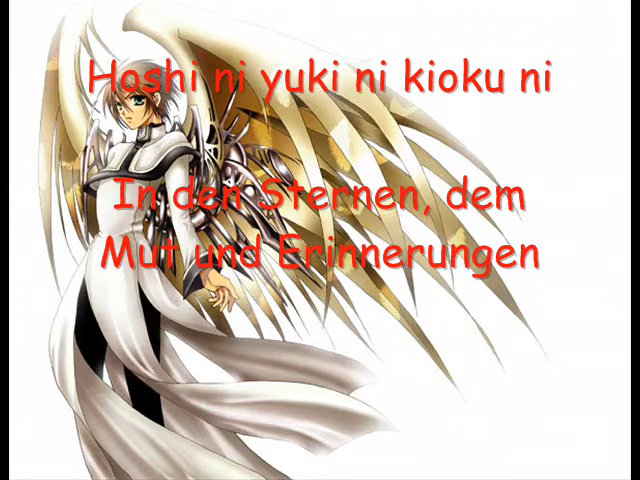 Hoshi ni yuki ni kioku ni
In den Sternen, dem
Mut und Erinnerungen